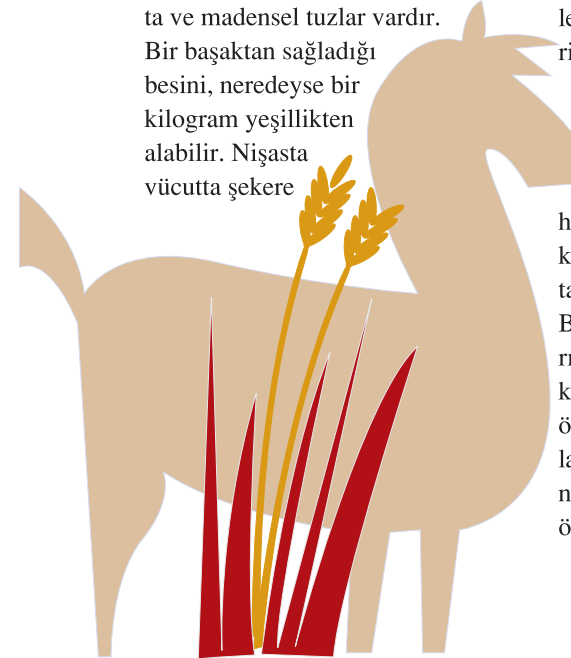 ta ve madensel tuzlar vardır.
Bir başaktan sağladığı
besini, neredeyse bir
kilogram yeşillikten
alabilir. Nişasta
vücutta şekere